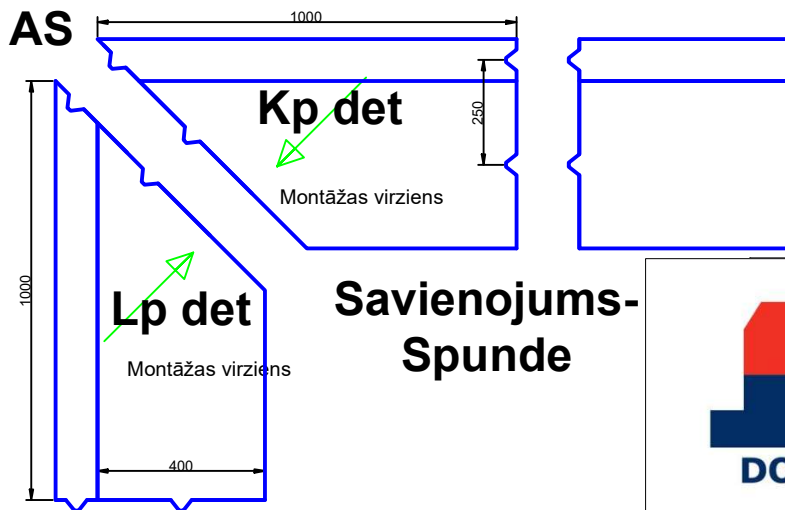 AS
1000
Kp det
250
Montāžas virziens
1000
Lp det
Montāžas virziens
400
Savienojums-
Spunde
DO